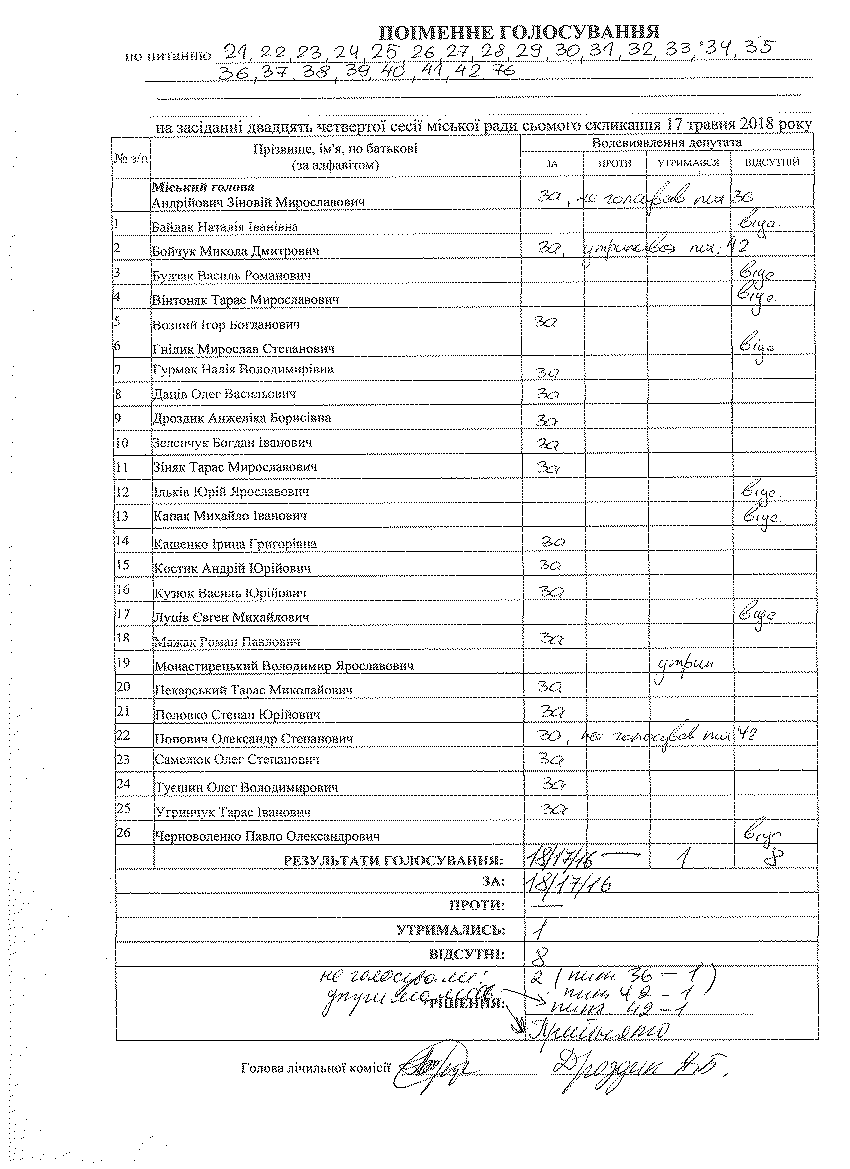 ПОІМЕННЕ ГОЛОСУВАННЯ
по питанню 21, 22, 23, 24, 25, 26, 27, 28, 29, 30, 31, 32, 33, 34, 35
36, 37, 38, 39, 40, 41, 42 76
на засіданні двадцять четвертої сесії міської ради сьомого скликання 17 травня 2018 року
№ з/п Прізвище, ім'я, по батькові Волевиявлення депутата
(за алфавітом) ЗА ПРОТИ УТРИМАВСЯ ВІДСУТНІЙ
Міський голова
Андрійович Зіновій Мирославович за, не голосував пит 36
1 Байдак Наталія Іванівна відс.
2 Бойчук Микола Дмитрович за, пит. 42
3 Будзак Василь Романович відс
4 Вінтоняк Тарас Мирославович відс.
5 Возний Ігор Богданович за
6 Гнідик Мирослав Степанович відс
7 Гурмак Надія Володимирівна за
8 Даців Олег Васильович за
9 Дроздик Анжеліка Борисівна за
10 Зеленчук Богдан Іванович за
11 Зіняк Тарас Мирославович за
12 Ільків Юрій Ярославович відс.
13 Капак Михайло Іванович відс.
14 Кащенко Ірина Григорівна за
15 Костик Андрій Юрійович за
16 Кузюк Василь Юрійович за
17 Луців Євген Михайлович відс
18 Мажак Роман Павлович за
19 Монастирецький Володимир Ярославович утрим
20 Пекарський Тарас Миколайович за
21 Половко Степан Юрійович за
22 Попович Олександр Степанович за, не голосував пит 42
23 Самолюк Олег Степанович за
24 Туєшин Олег Володимирович за
25 Угринчук Тарас Іванович за
26 Черноволенко Павло Олександрович відс.
РЕЗУЛЬТАТИ ГОЛОСУВАННЯ: 18/17/16 — 1 8
ЗА: 18/17/16
ПРОТИ: —
УТРИМАЛИСЬ: 1
ВІДСУТНІ: 8
не голосували: 2 (пит 36 – 1)
пит 42 – 1
РІШЕННЯ: пит 42 – 1
Прийнято
Голова лічильної комісії Дроздик А.Б.